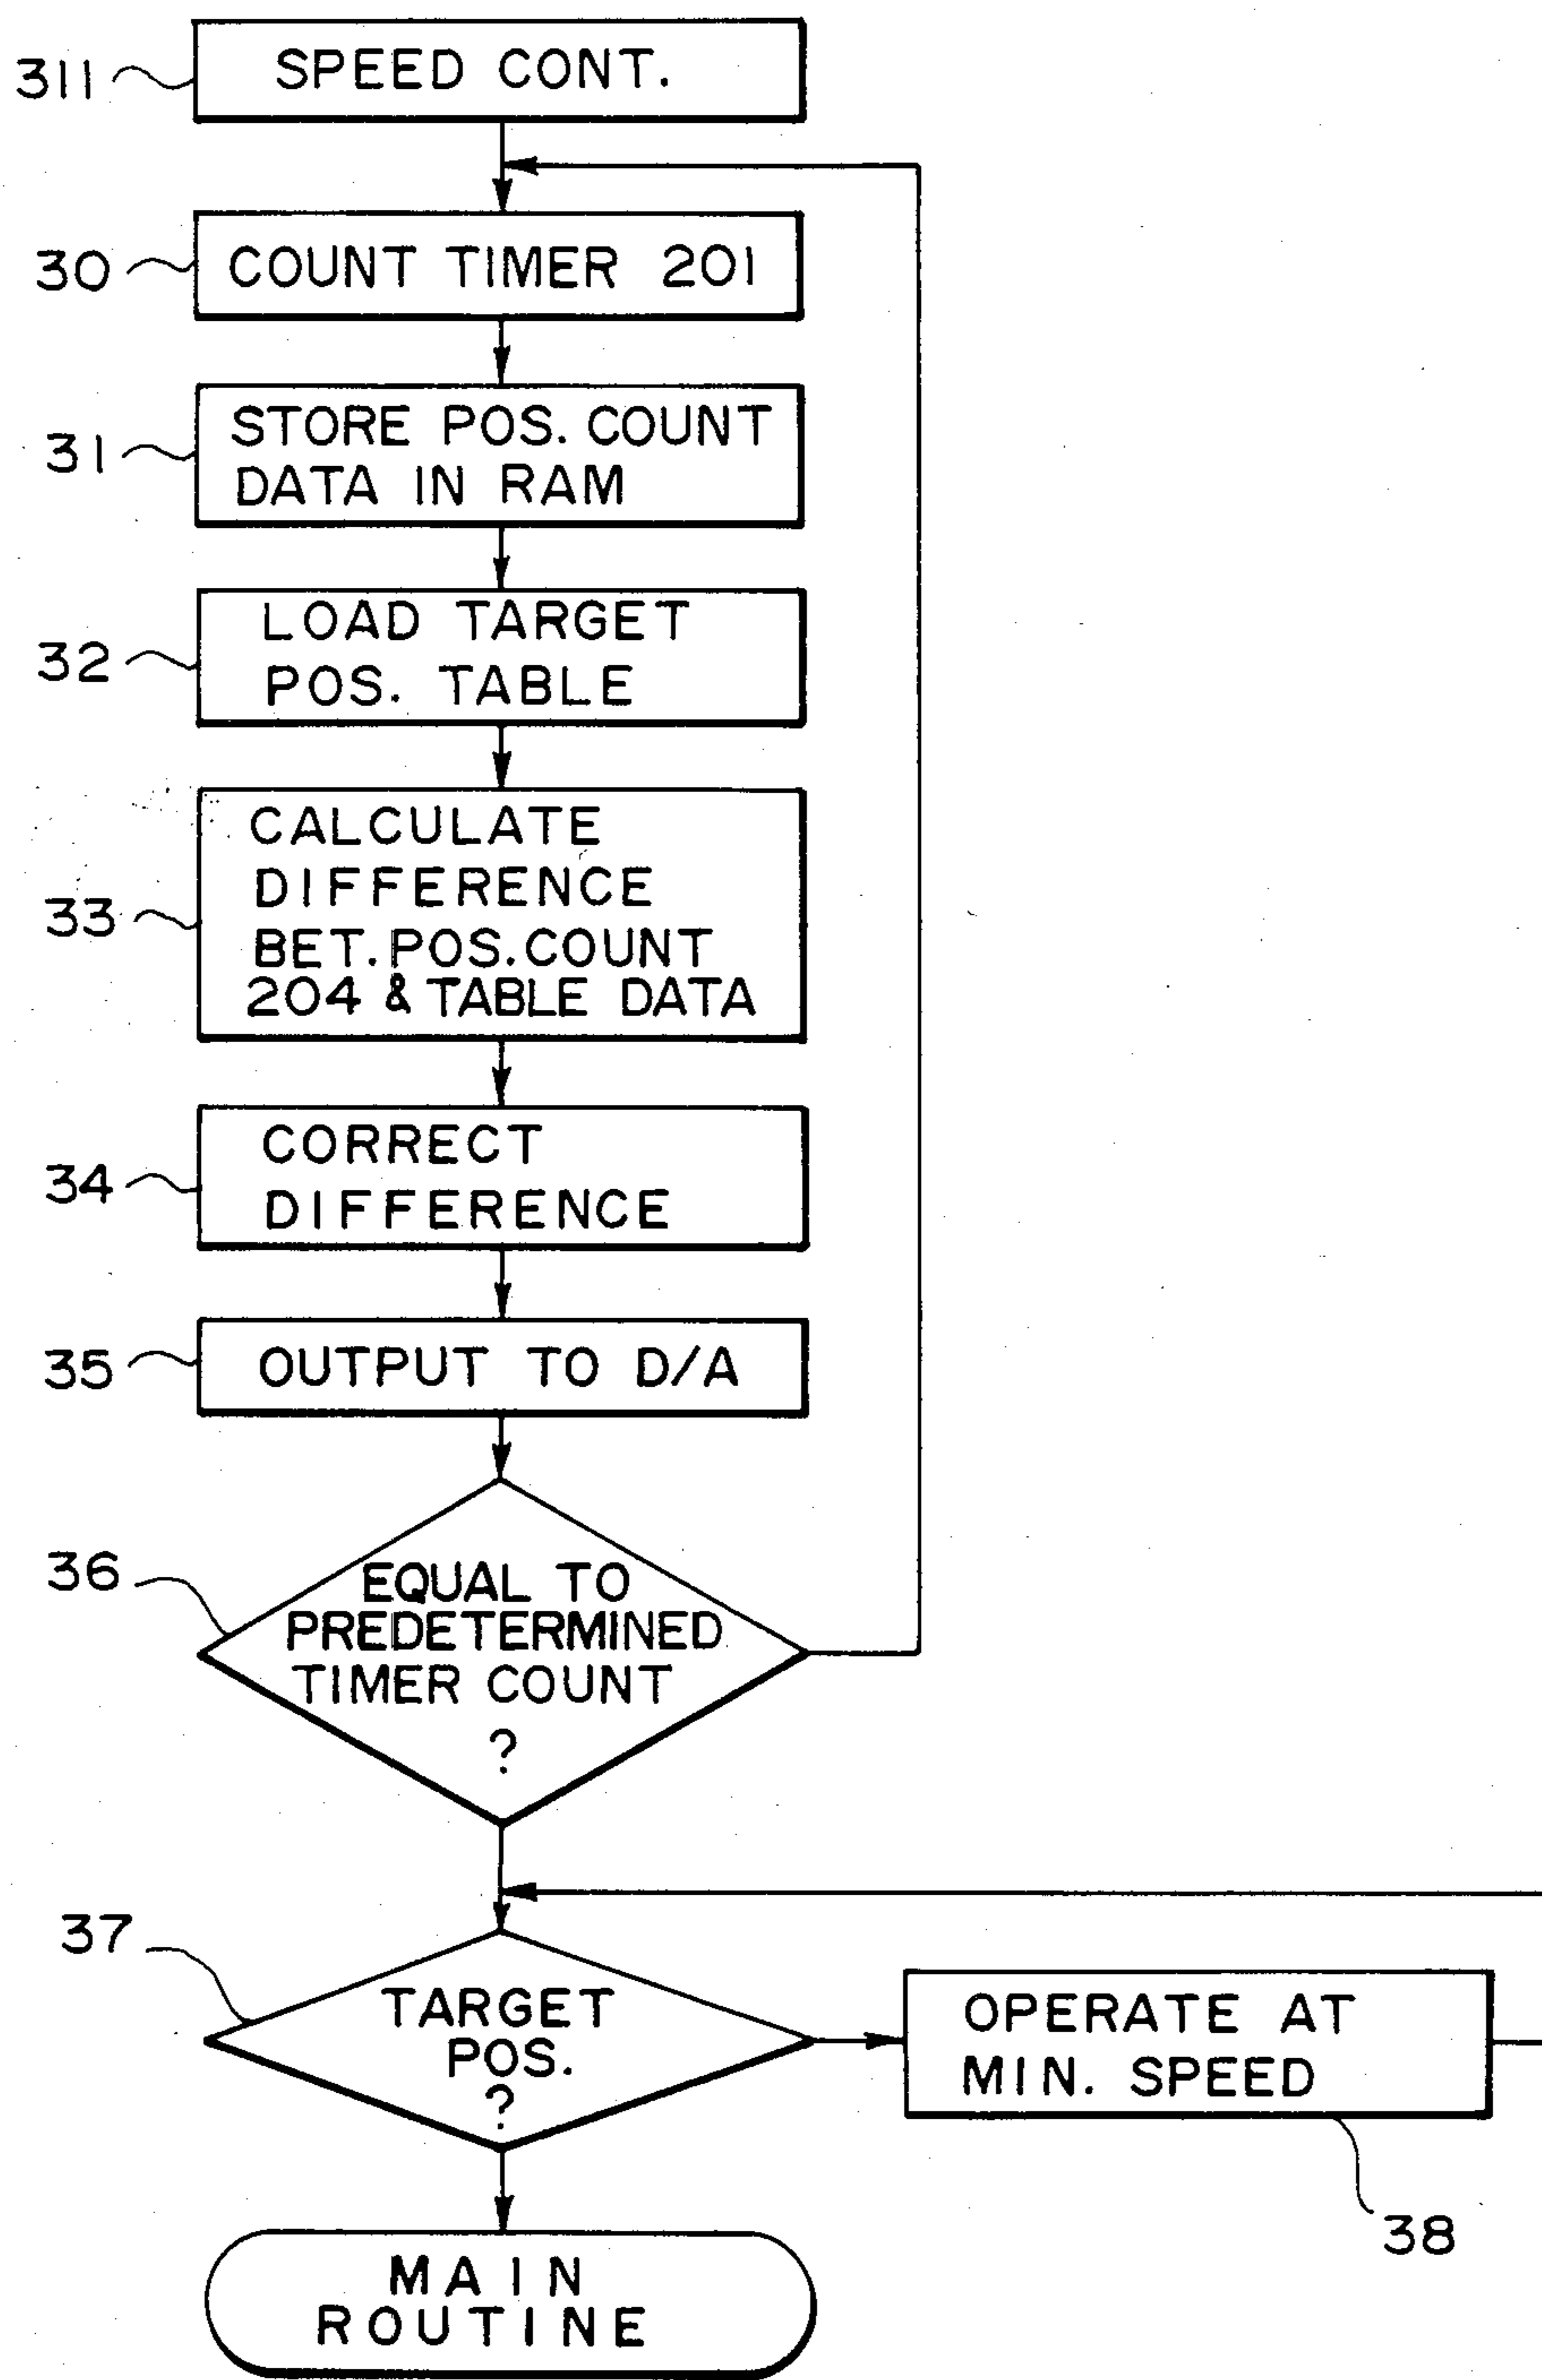 311
SPEED CONT.
30
COUNT TIMER 201
31
STORE POS. COUNT
DATA IN RAM
32
LOAD TARGET
POS. TABLE
33
CALCULATE
DIFFERENCE
BET. POS. COUNT
204 & TABLE DATA
34
CORRECT
DIFFERENCE
35
OUTPUT TO D/A
36
EQUAL TO
PREDETERMINED
TIMER COUNT
?
37
TARGET
POS.
?
OPERATE AT
MIN. SPEED
38
MAIN
ROUTINE